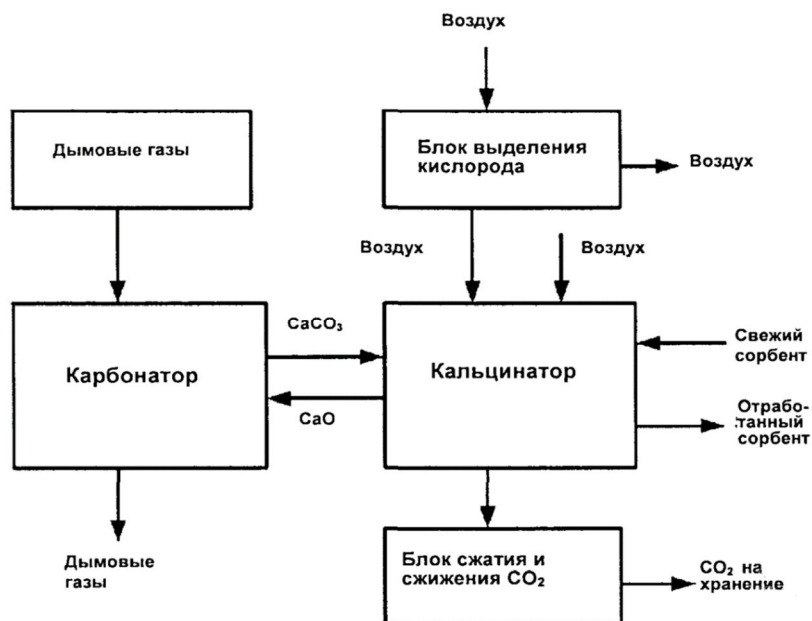 Воздух
Дымовые газы
Блок выделения
кислорода
Воздух
Воздух
Воздух
CaCO₃
Карбонатор
Кальцинатор
Свежий
сорбент
CaO
Отрабо-
танный
сорбент
Дымовые
газы
Блок сжатия и
сжижения CO₂
CO₂ на
хранение